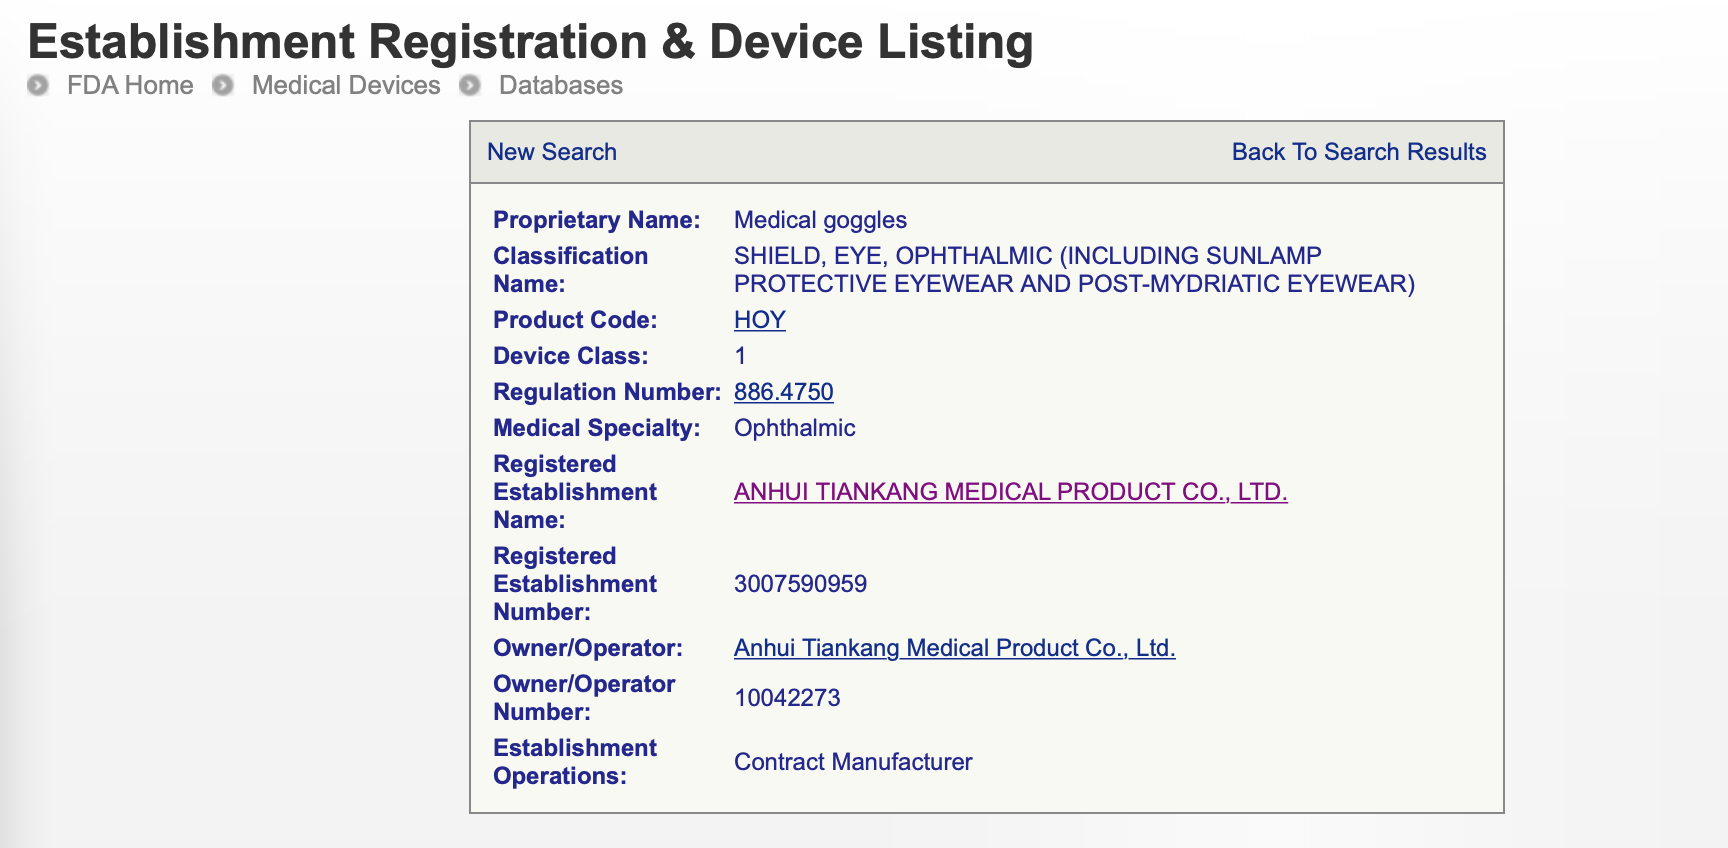 Establishment Registration & Device Listing
FDA Home Medical Devices Databases
New Search Back To Search Results
Proprietary Name: Medical goggles
Classification Name: SHIELD, EYE, OPHTHALMIC (INCLUDING SUNLAMP
PROTECTIVE EYEWEAR AND POST-MYDRIATIC EYEWEAR)
Product Code: HOY
Device Class: 1
Regulation Number: 886.4750
Medical Specialty: Ophthalmic
Registered
Establishment
Name:
ANHUI TIANKANG MEDICAL PRODUCT CO., LTD.
Registered
Establishment
Number:
3007590959
Owner/Operator: Anhui Tiankang Medical Product Co., Ltd.
Owner/Operator
Number:
10042273
Establishment
Operations:
Contract Manufacturer